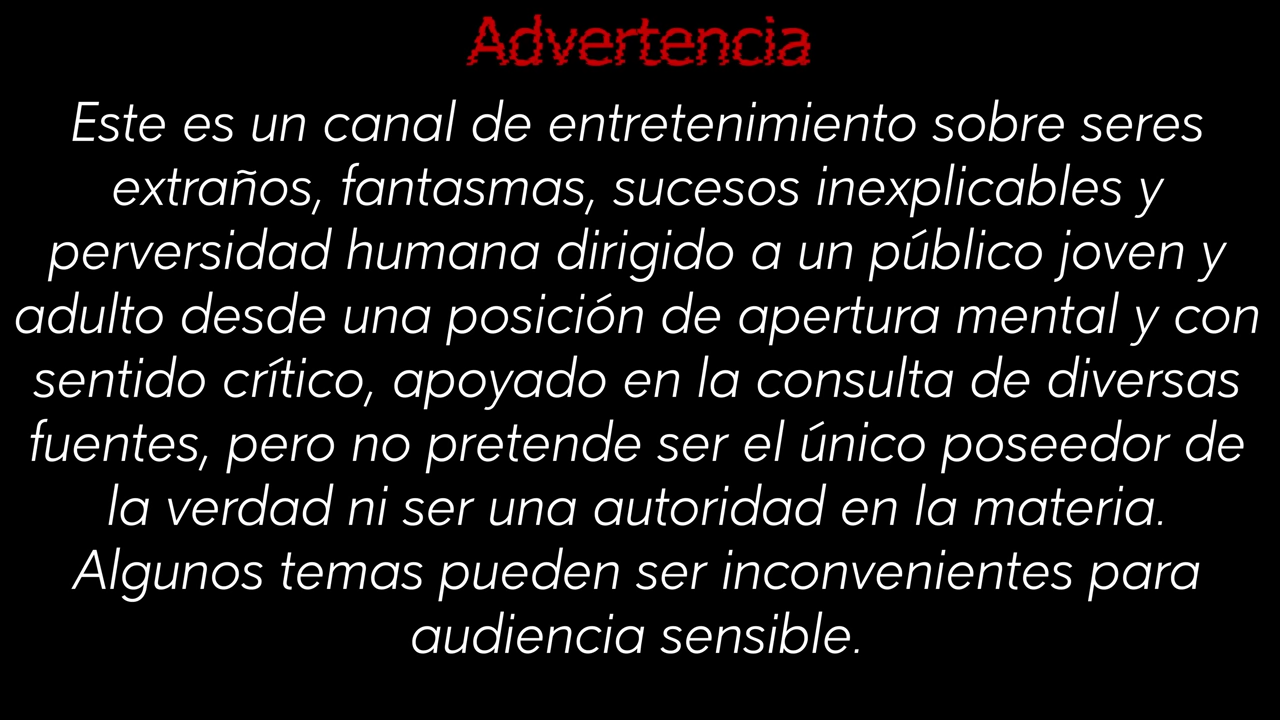 Advertencia
Este es un canal de entretenimiento sobre seres
extraños, fantasmas, sucesos inexplicables y
perversidad humana dirigido a un público joven y
adulto desde una posición de apertura mental y con
sentido crítico, apoyado en la consulta de diversas
fuentes, pero no pretende ser el único poseedor de
la verdad ni ser una autoridad en la materia.
Algunos temas pueden ser inconvenientes para
audiencia sensible.